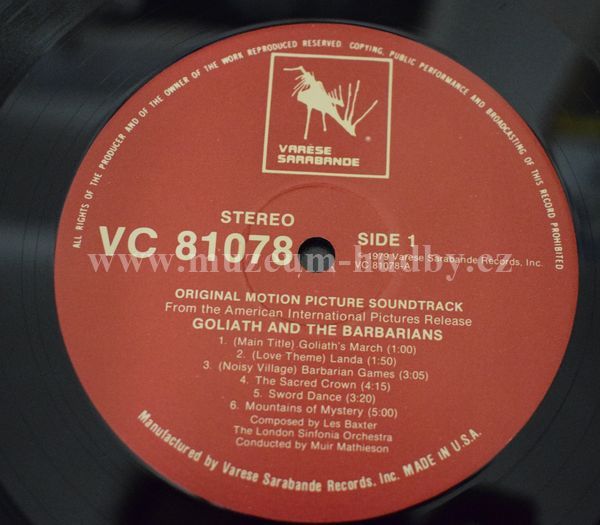 ALL RIGHTS OF THE PRODUCER AND OF THE OWNER OF THE WORK REPRODUCED RESERVED. COPYING, PUBLIC PERFORMANCE AND BROADCASTING OF THIS RECORD PROHIBITED
VARÈSE
SARABANDE
®
STEREO
VC 81078
SIDE 1
1979 Varese Sarabande Records, Inc.
VC 81078-A
www.muzeum-hudby.cz
ORIGINAL MOTION PICTURE SOUNDTRACK
From the American International Pictures Release
GOLIATH AND THE BARBARIANS
1. (Main Title) Goliath's March (1:00)
2. (Love Theme) Landa (1:50)
3. (Noisy Village) Barbarian Games (3:05)
4. The Sacred Crown (4:15)
5. Sword Dance (3:20)
6. Mountains of Mystery (5:00)
Composed by Les Baxter
The London Sinfonia Orchestra
Conducted by Muir Mathieson
Manufactured by Varese Sarabande Records, Inc. MADE IN U.S.A.